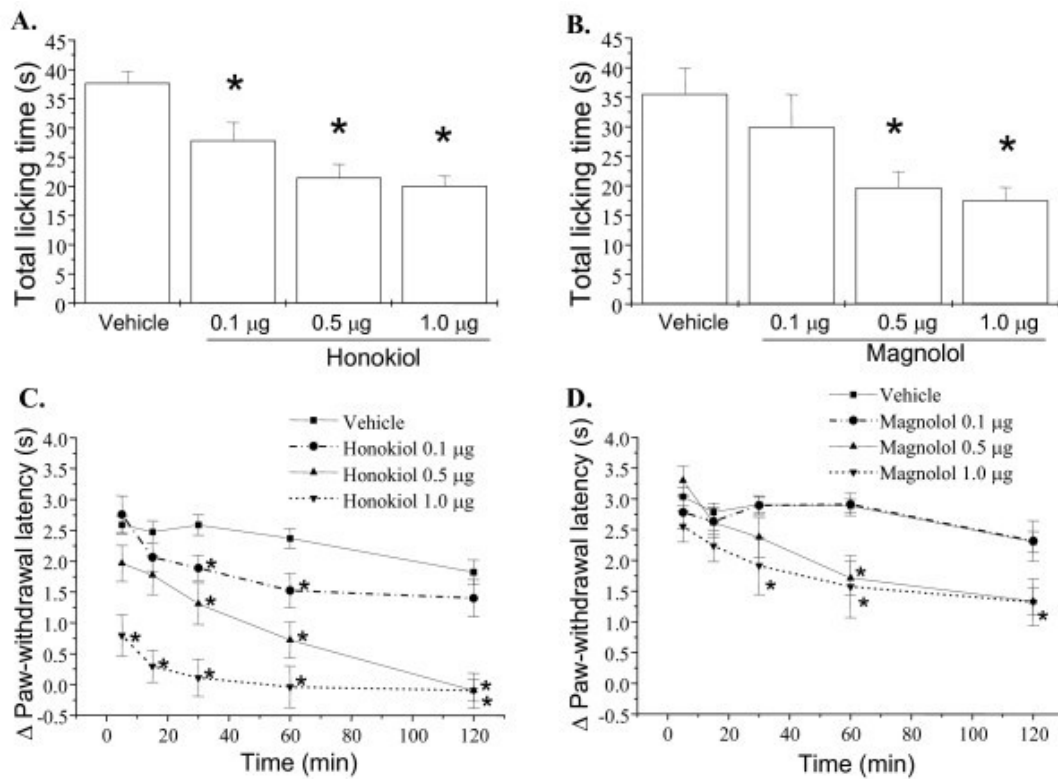 A.
45
40
35
30
25
20
15
10
5
0
Total licking time (s)
*
*
*
Vehicle
0.1 μg
0.5 μg
1.0 μg
Honokiol
B.
45
40
35
30
25
20
15
10
5
0
Total licking time (s)
*
*
Vehicle
0.1 μg
0.5 μg
1.0 μg
Magnolol
C.
Vehicle
Honokiol 0.1 μg
Honokiol 0.5 μg
Honokiol 1.0 μg
4.0
3.5
3.0
2.5
2.0
1.5
1.0
0.5
0.0
-0.5
Δ Paw-withdrawal latency (s)
*
*
*
*
*
*
*
*
*
*
0
20
40
60
80
100
120
Time (min)
D.
Vehicle
Magnolol 0.1 μg
Magnolol 0.5 μg
Magnolol 1.0 μg
4.0
3.5
3.0
2.5
2.0
1.5
1.0
0.5
0.0
-0.5
Δ Paw-withdrawal latency (s)
*
*
*
*
0
20
40
60
80
100
120
Time (min)